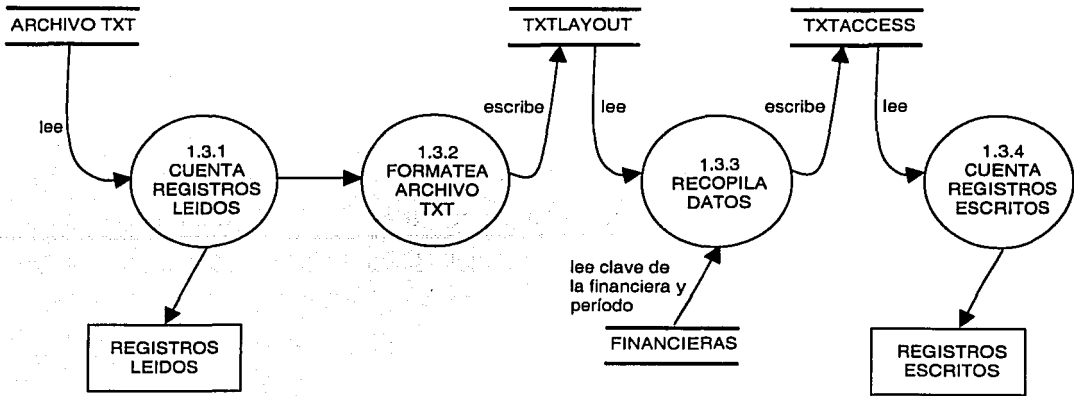 ARCHIVO TXT
TXTLAYOUT
TXTACCESS
lee
escribe
lee
escribe
lee
1.3.1
CUENTA
REGISTROS
LEIDOS
1.3.2
FORMATEA
ARCHIVO
TXT
1.3.3
RECOPILA
DATOS
1.3.4
CUENTA
REGISTROS
ESCRITOS
lee clave de
la financiera y
período
REGISTROS
LEIDOS
FINANCIERAS
REGISTROS
ESCRITOS